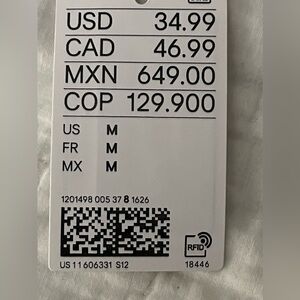 USD 34.99
CAD 46.99
MXN 649.00
COP 129.900
US M
FR M
MX M
1201498 005 37 8 1626
RFID
US 11606331 S12 18446